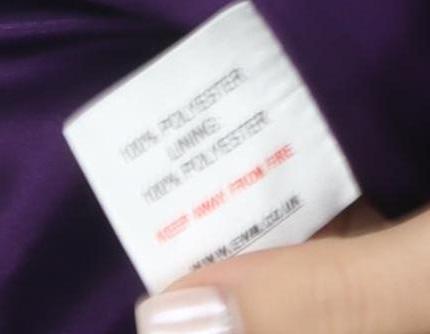 100% POLYESTER
LINING:
100% POLYESTER
KEEP AWAY FROM FIRE